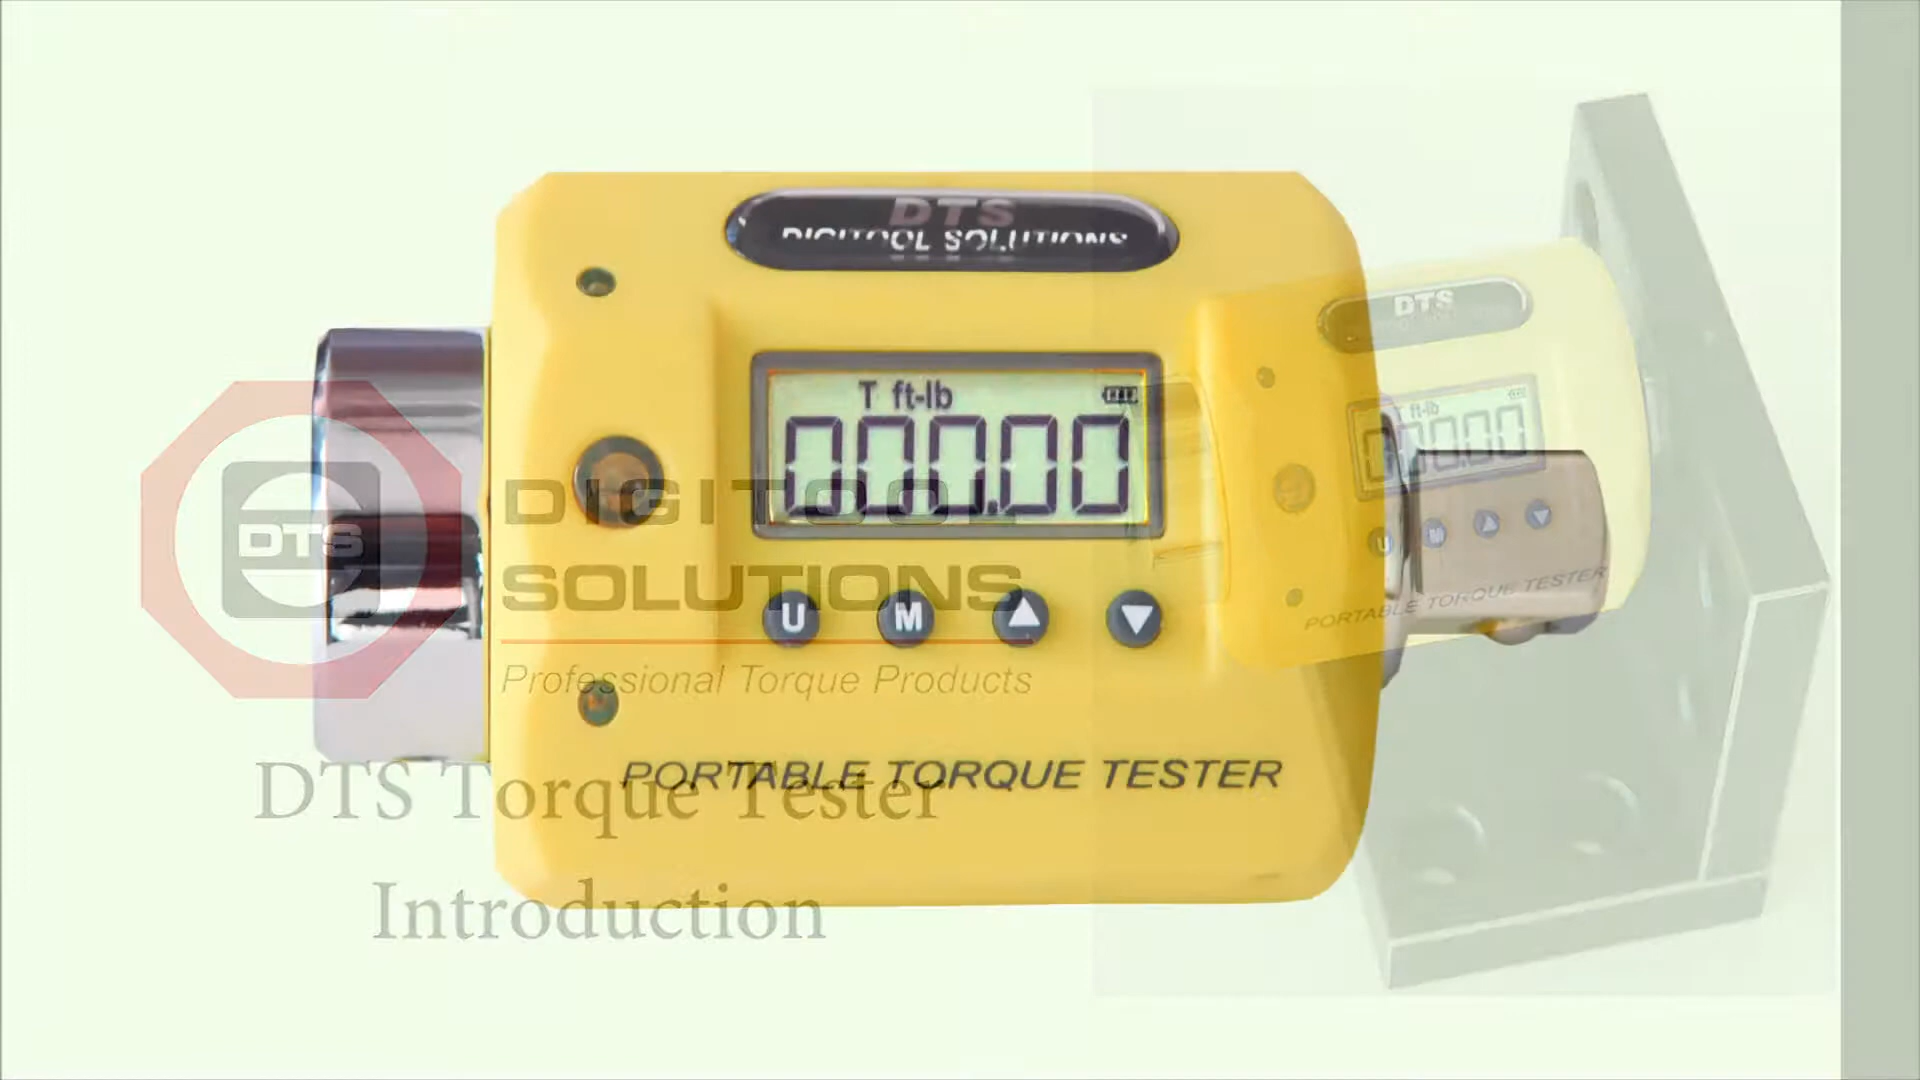 DTS
DIGITOOL SOLUTIONS
T ft-lb
000.00
U M
PORTABLE TORQUE TESTER
DTS
T ft-lb
000.00
U M
PORTABLE TORQUE TESTER
DTS
DIGITOOL
SOLUTIONS
Professional Torque Products
DTS Torque Tester
Introduction